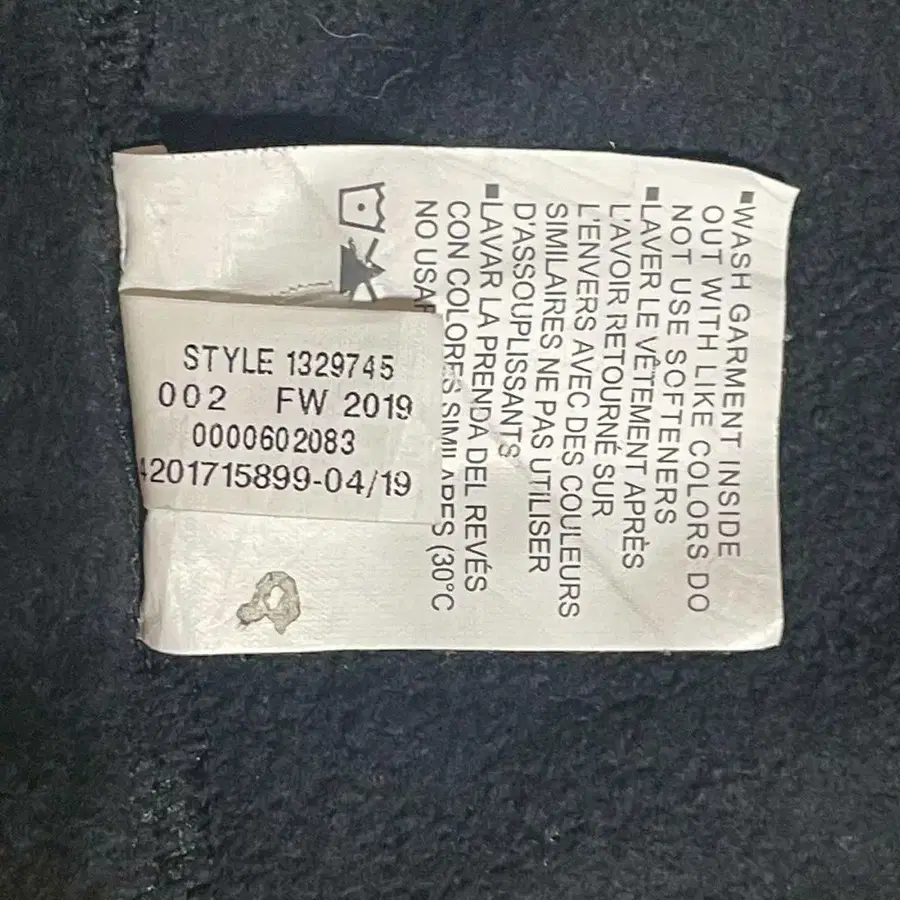 STYLE 1329745
002 FW 2019
0000602083
201715899-04/19
▪WASH GARMENT INSIDE
OUT WITH LIKE COLORS DO
NOT USE SOFTENERS
▪LAVER LE VÊTEMENT APRÈS
L'AVOIR RETOURNÉ SUR
L'ENVERS AVEC DES COULEURS
SIMILAIRES NE PAS UTILISER
D'ASSOUPLISSANTS
▪LAVAR LA PRENDA DEL REVÉS
CON COLORES SIMILARES (30°C
NO USAR